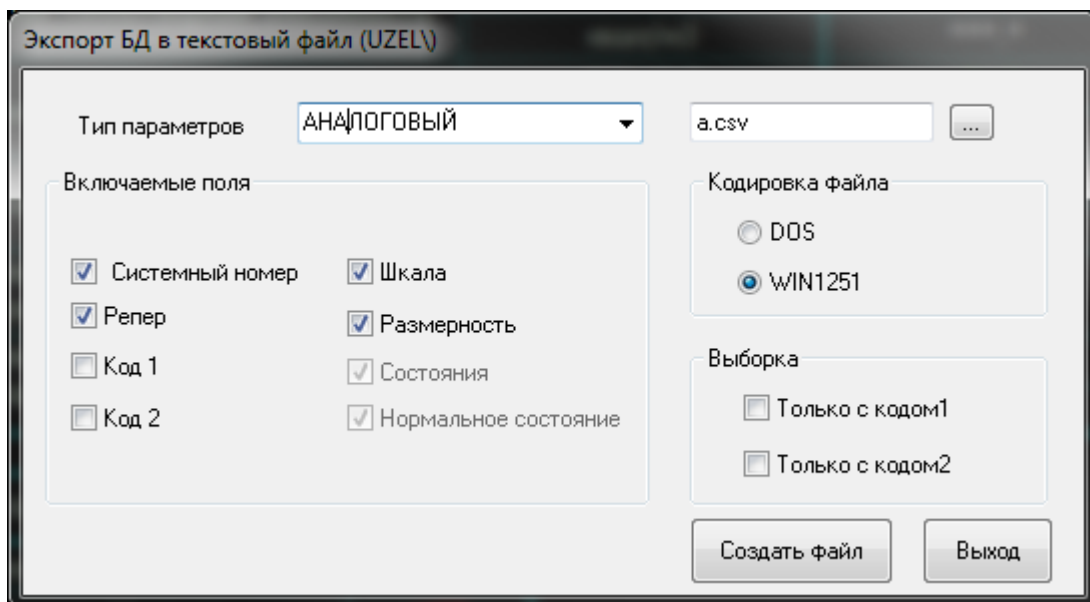 Экспорт БД в текстовый файл (UZEL\)
Тип параметров
АНАЛОГОВЫЙ
a.csv
...
Включаемые поля
Системный номер
Репер
Код 1
Код 2
Шкала
Размерность
Состояния
Нормальное состояние
Кодировка файла
DOS
WIN1251
Выборка
Только с кодом1
Только с кодом2
Создать файл
Выход